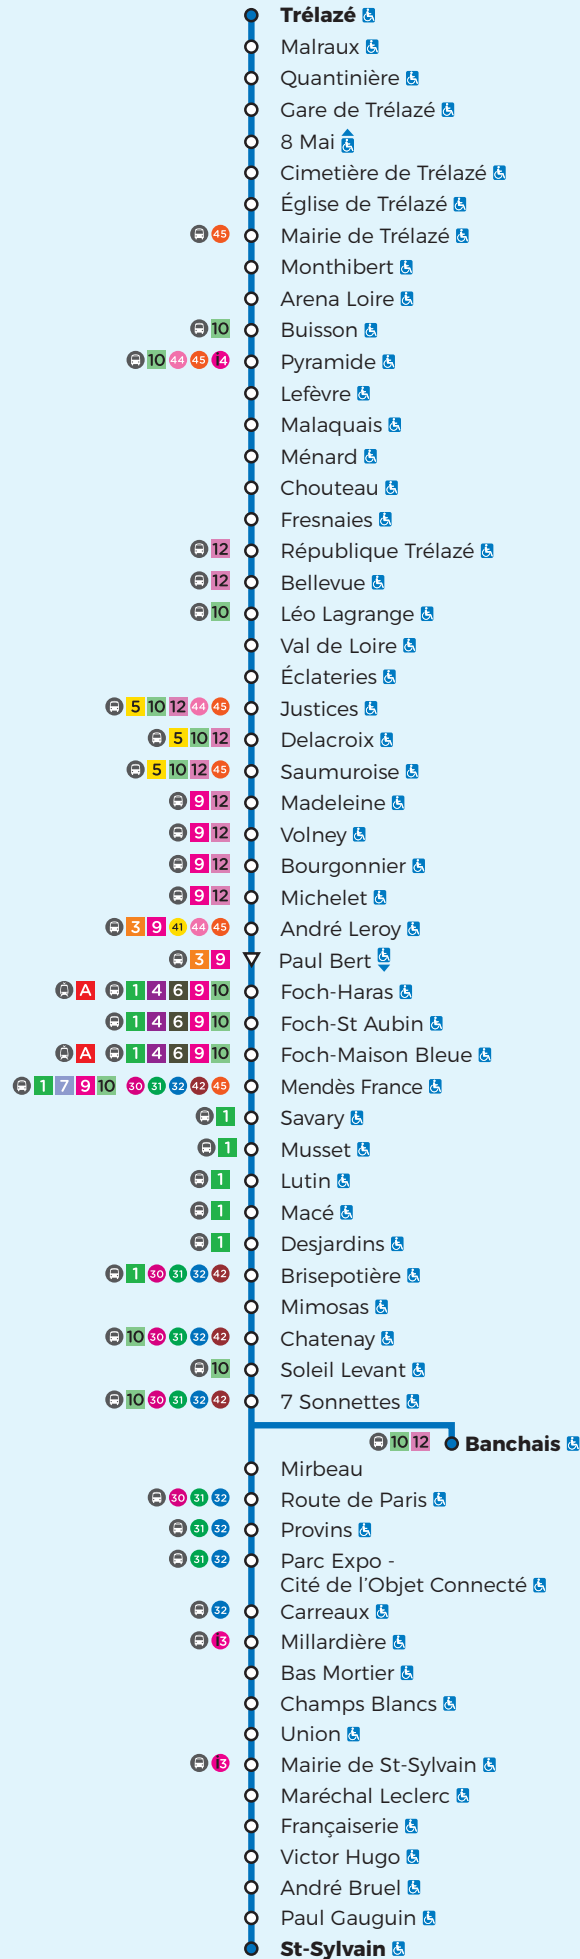 Trélazé
Malraux
Quantinière
Gare de Trélazé
8 Mai
Cimetière de Trélazé
Église de Trélazé
45 Mairie de Trélazé
Monthibert
Arena Loire
10 Buisson
10 44 45 i4 Pyramide
Lefèvre
Malaquais
Ménard
Chouteau
Fresnaies
12 République Trélazé
12 Bellevue
10 Léo Lagrange
Val de Loire
Éclateries
5 10 12 44 45 Justices
5 10 12 Delacroix
5 10 12 45 Saumuroise
9 12 Madeleine
9 12 Volney
9 12 Bourgonnier
9 12 Michelet
3 9 41 44 45 André Leroy
3 9 Paul Bert
A 1 4 6 9 10 Foch-Haras
1 4 6 9 10 Foch-St Aubin
A 1 4 6 9 10 Foch-Maison Bleue
1 7 9 10 30 31 32 42 45 Mendès France
1 Savary
1 Musset
1 Lutin
1 Macé
1 Desjardins
1 30 31 32 42 Brisepotière
Mimosas
10 30 31 32 42 Chatenay
10 Soleil Levant
10 30 31 32 42 7 Sonnettes
10 12 Banchais
Mirbeau
30 31 32 Route de Paris
31 32 Provins
31 32 Parc Expo -
Cité de l'Objet Connecté
32 Carreaux
i3 Millardière
Bas Mortier
Champs Blancs
Union
i3 Mairie de St-Sylvain
Maréchal Leclerc
Françaiserie
Victor Hugo
André Bruel
Paul Gauguin
St-Sylvain